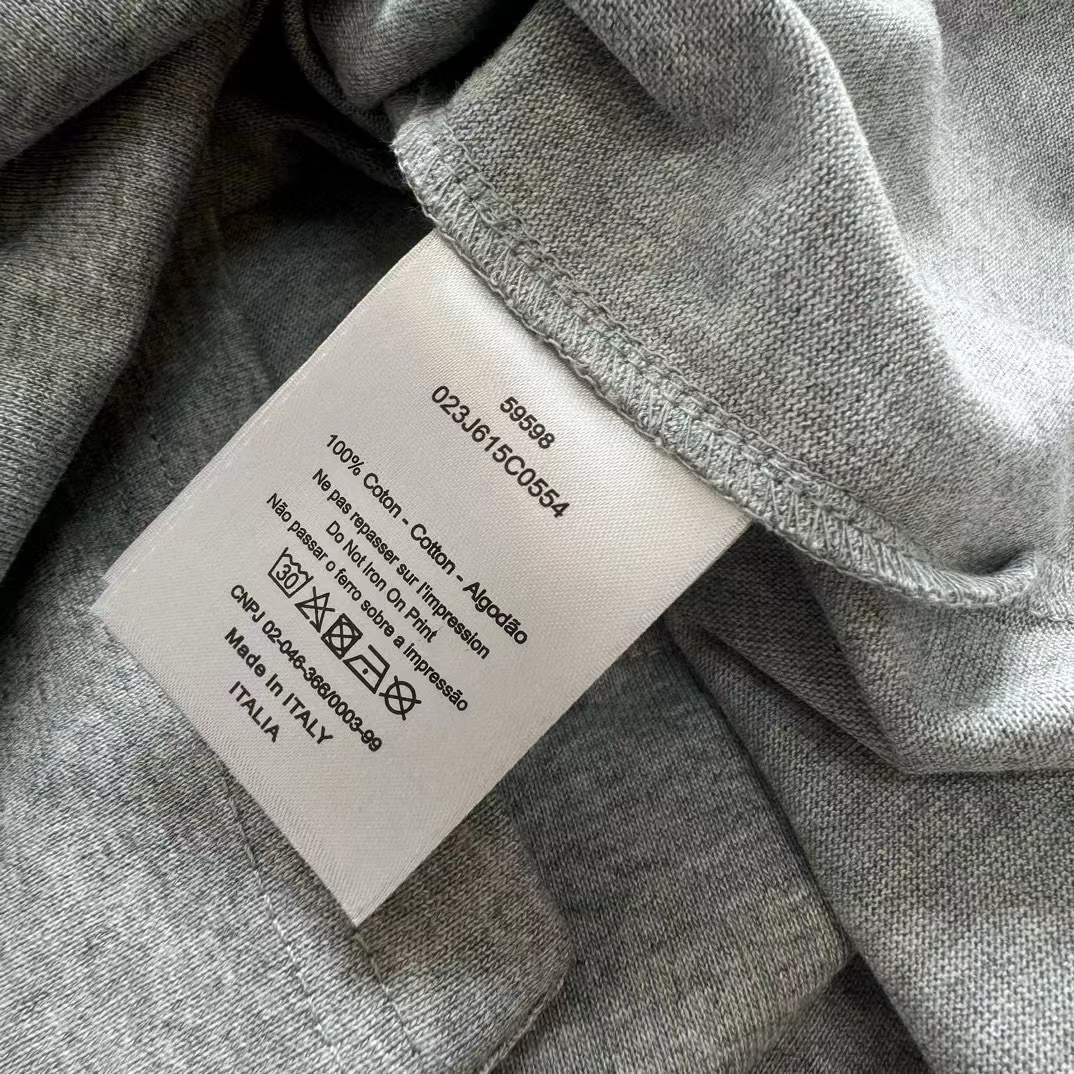 59598
023J615C0554
100% Coton - Cotton - Algodão
Ne pas repasser sur l'impression
Do Not Iron On Print
Não passar o ferro sobre a impressão
30
CNPJ 02-046-366/0003-99
Made In ITALY
ITALIA